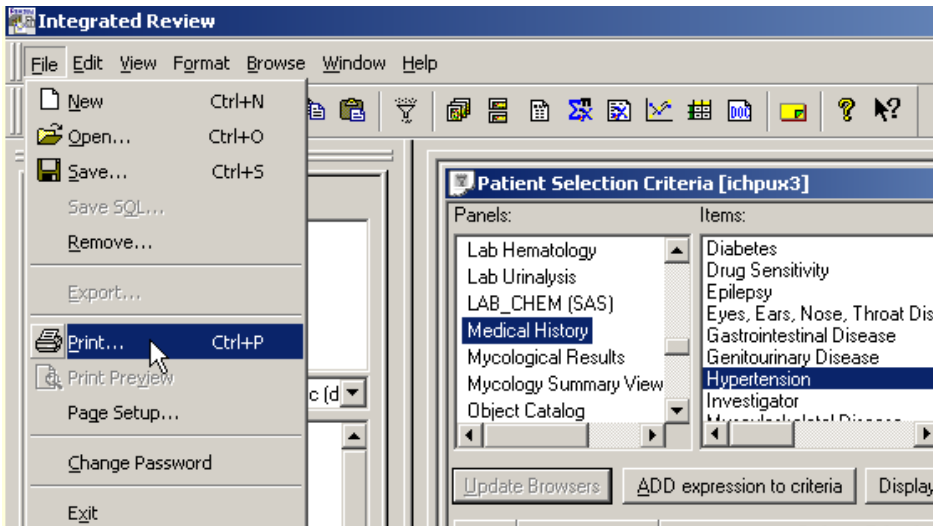 Integrated Review
File Edit View Format Browse Window Help
New Ctrl+N
Open... Ctrl+O
Save... Ctrl+S
Save SQL...
Remove...
Export...
Print... Ctrl+P
Print Preview
Page Setup...
Change Password
Exit
DOC
c (d
Patient Selection Criteria [ichpux3]
Panels:
Lab Hematology
Lab Urinalysis
LAB_CHEM (SAS)
Medical History
Mycological Results
Mycology Summary View
Object Catalog
Items:
Diabetes
Drug Sensitivity
Epilepsy
Eyes, Ears, Nose, Throat Dis
Gastrointestinal Disease
Genitourinary Disease
Hypertension
Investigator
Update Browsers ADD expression to criteria Display